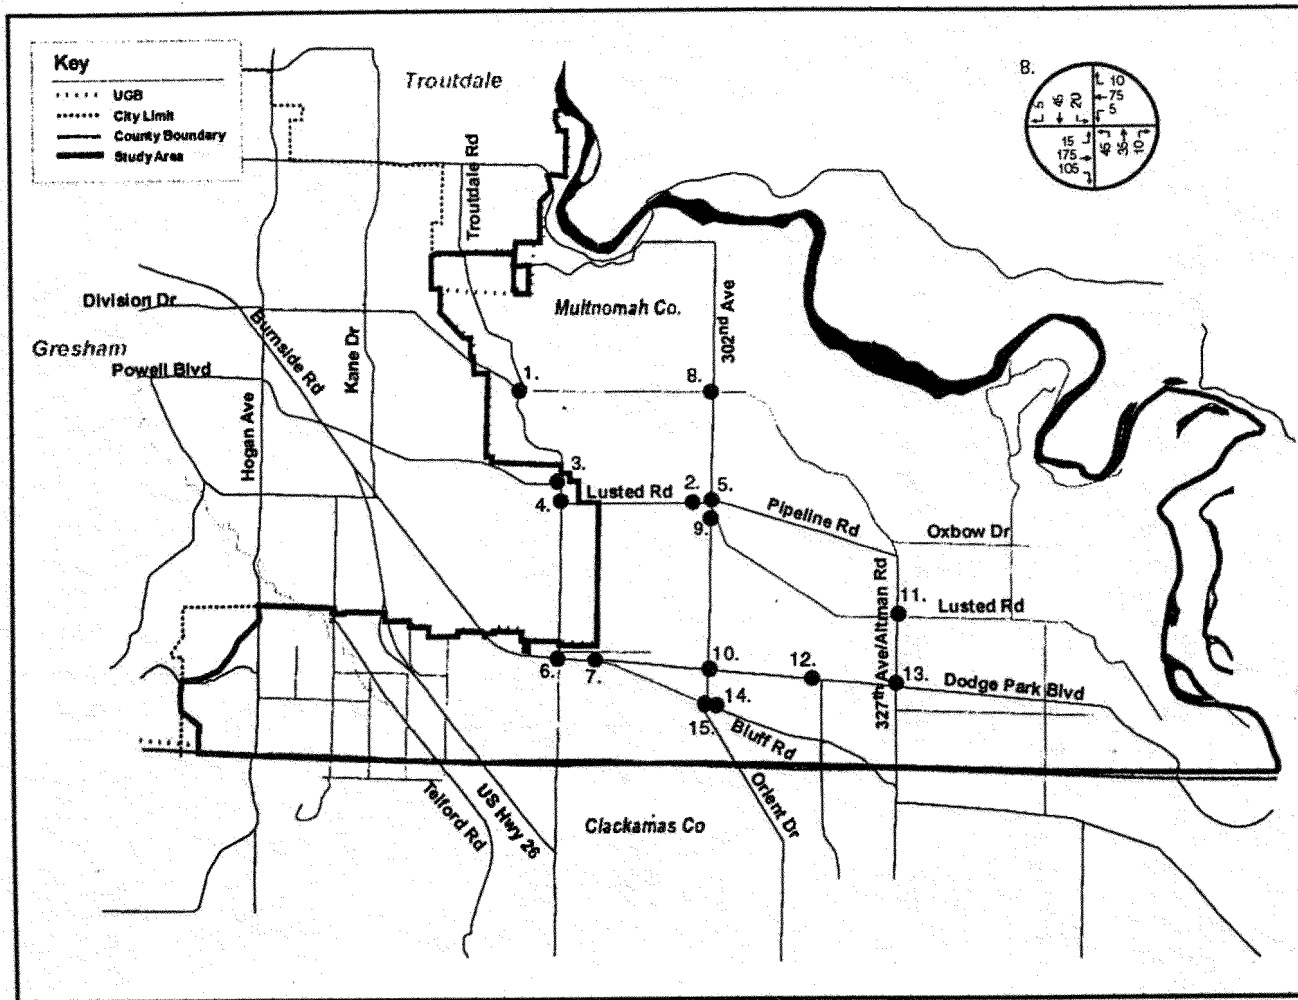 Key
UGB
City Limit
County Boundary
Study Area
Troutdale
8.
5 45 20
10
75
5
15
175
105
45 35 10
Troutdale Rd
Multnomah Co.
302nd Ave
Division Dr
Burnside Rd
Kane Dr
Gresham
Powell Blvd
Hogan Ave
1.
8.
3.
4.
Lusted Rd
2.
5.
9.
Pipeline Rd
Oxbow Dr
327th Ave/Altman Rd
11.
Lusted Rd
6.
7.
10.
12.
13.
Dodge Park Blvd
14.
15.
Bluff Rd
Orient Dr
Telford Rd
US Hwy 26
Clackamas Co